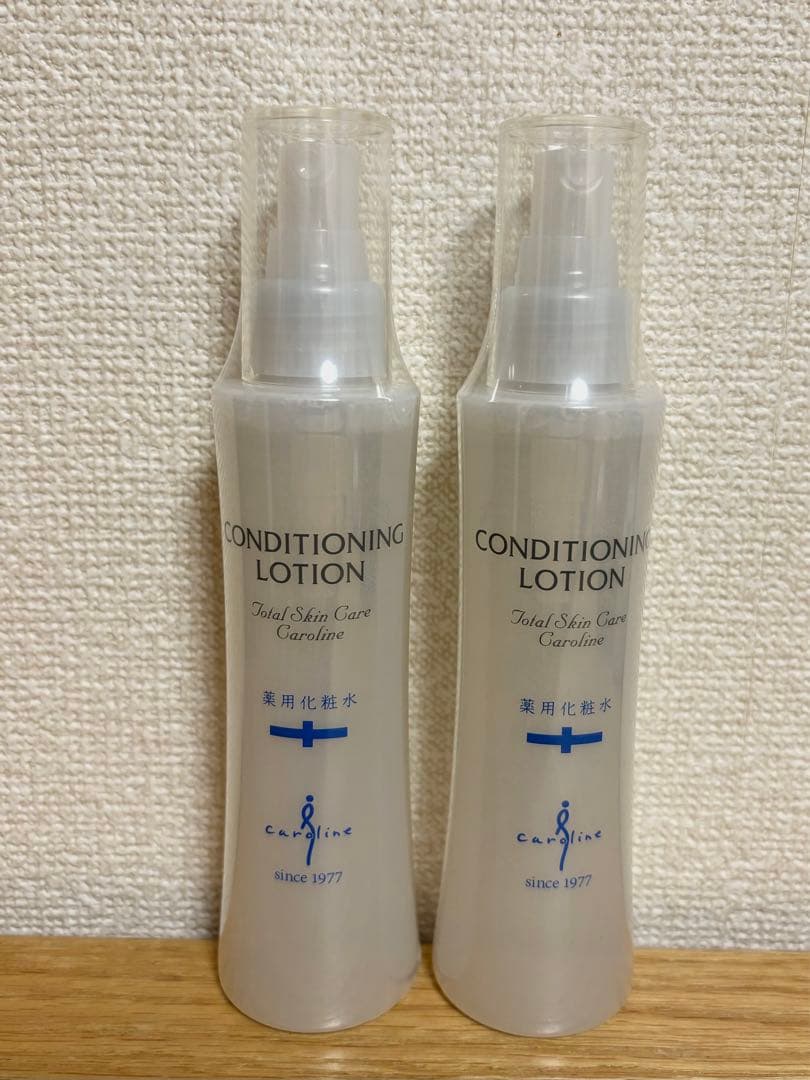 CONDITIONING
LOTION
Total Skin Care
Caroline
薬用化粧水
caroline
since 1977
CONDITIONING
LOTION
Total Skin Care
Caroline
薬用化粧水
caroline
since 1977